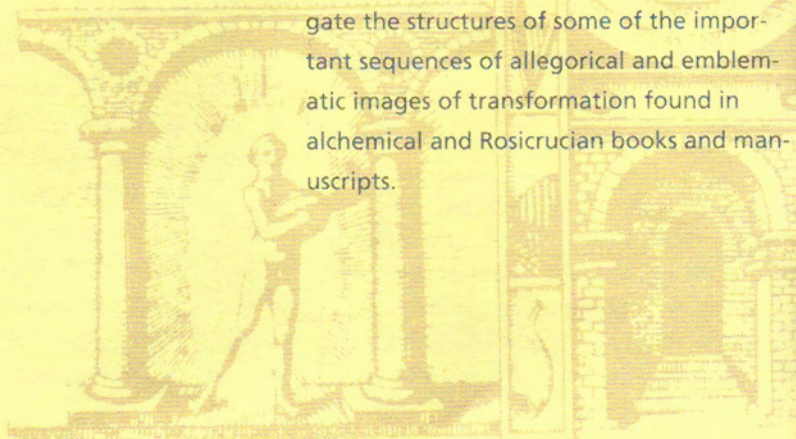 gate the structures of some of the impor-
tant sequences of allegorical and emblem-
atic images of transformation found in
alchemical and Rosicrucian books and man-
uscripts.